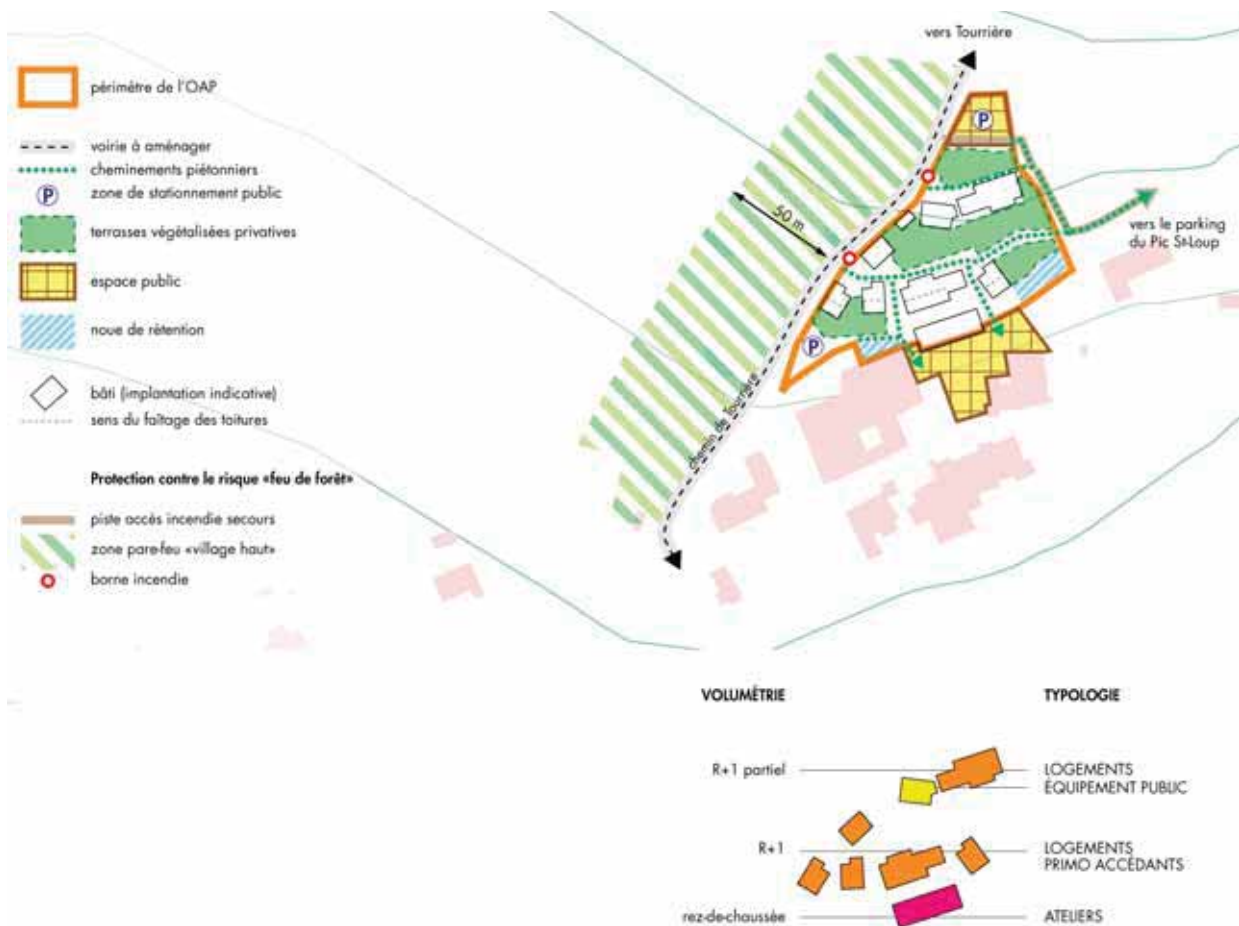 vers Tourrière
périmètre de l'OAP
voirie à aménager
cheminements piétonniers
P zone de stationnement public
terrasses végétalisées privatives
espace public
noue de rétention
bâti (implantation indicative)
sens du faîtage des toitures
Protection contre le risque «feu de forêt»
piste accès incendie secours
zone pare-feu «village haut»
borne incendie
P
50 m
vers le parking
du Pic St-Loup
P
chemin de Tourrière
VOLUMÉTRIE
TYPOLOGIE
R+1 partiel
LOGEMENTS
ÉQUIPEMENT PUBLIC
R+1
LOGEMENTS
PRIMO ACCÉDANTS
rez-de-chaussée
ATELIERS